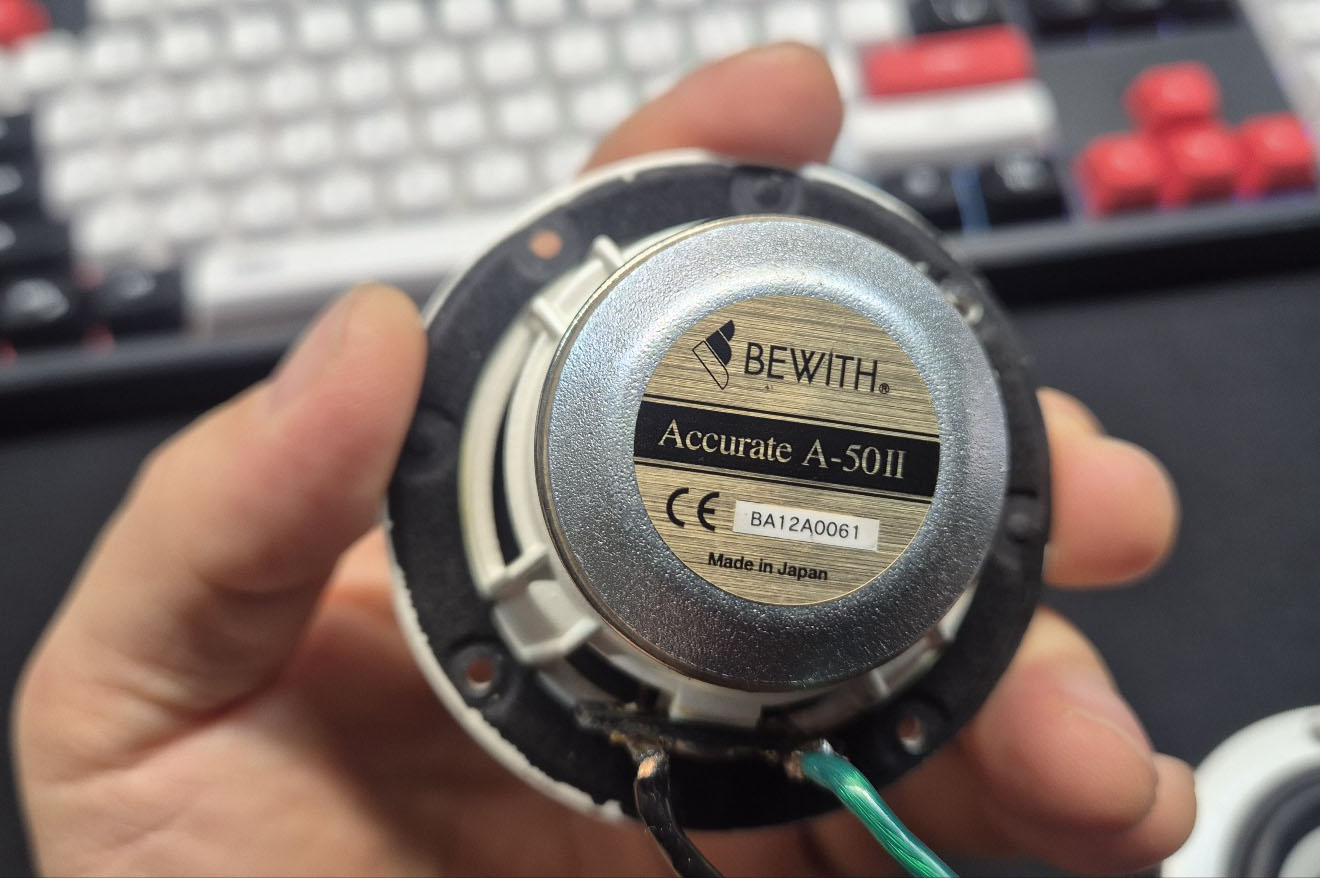 BEWITH®
Accurate A-50II
CE BA12A0061
Made in Japan